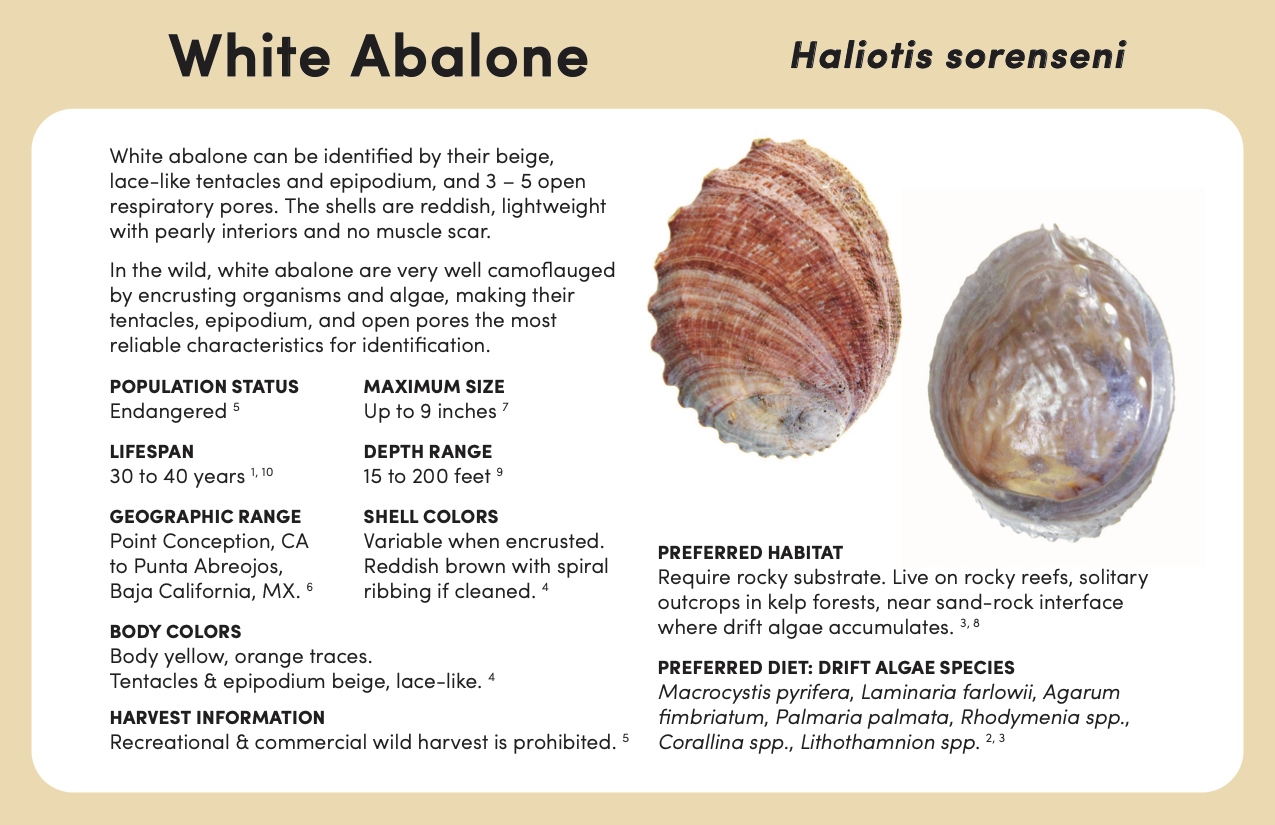 White Abalone
Haliotis sorenseni
White abalone can be identified by their beige,
lace-like tentacles and epipodium, and 3 – 5 open
respiratory pores. The shells are reddish, lightweight
with pearly interiors and no muscle scar.
In the wild, white abalone are very well camoflauged
by encrusting organisms and algae, making their
tentacles, epipodium, and open pores the most
reliable characteristics for identification.
POPULATION STATUS
Endangered 5
MAXIMUM SIZE
Up to 9 inches 7
LIFESPAN
30 to 40 years 1, 10
DEPTH RANGE
15 to 200 feet 9
GEOGRAPHIC RANGE
Point Conception, CA
to Punta Abreojos,
Baja California, MX. 6
SHELL COLORS
Variable when encrusted.
Reddish brown with spiral
ribbing if cleaned. 4
BODY COLORS
Body yellow, orange traces.
Tentacles & epipodium beige, lace-like. 4
HARVEST INFORMATION
Recreational & commercial wild harvest is prohibited. 5
PREFERRED HABITAT
Require rocky substrate. Live on rocky reefs, solitary
outcrops in kelp forests, near sand-rock interface
where drift algae accumulates. 3, 8
PREFERRED DIET: DRIFT ALGAE SPECIES
Macrocystis pyrifera, Laminaria farlowii, Agarum
fimbriatum, Palmaria palmata, Rhodymenia spp.,
Corallina spp., Lithothamnion spp. 2, 3